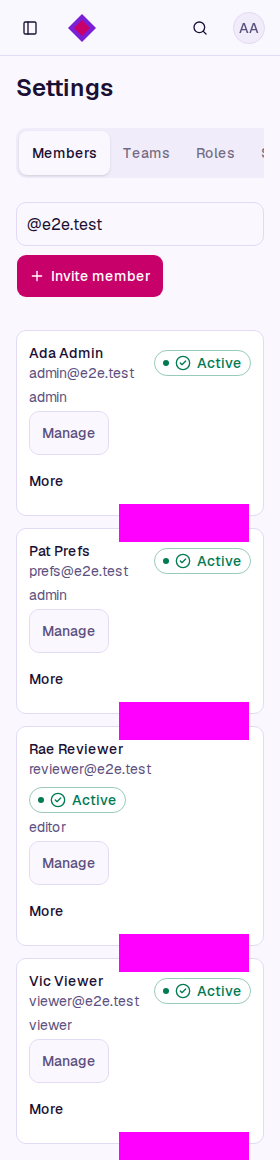 AA
Settings
Members Teams Roles
@e2e.test
+ Invite member
Ada Admin
admin@e2e.test
Active
admin
Manage
More
Pat Prefs
prefs@e2e.test
Active
admin
Manage
More
Rae Reviewer
reviewer@e2e.test
Active
editor
Manage
More
Vic Viewer
viewer@e2e.test
Active
viewer
Manage
More